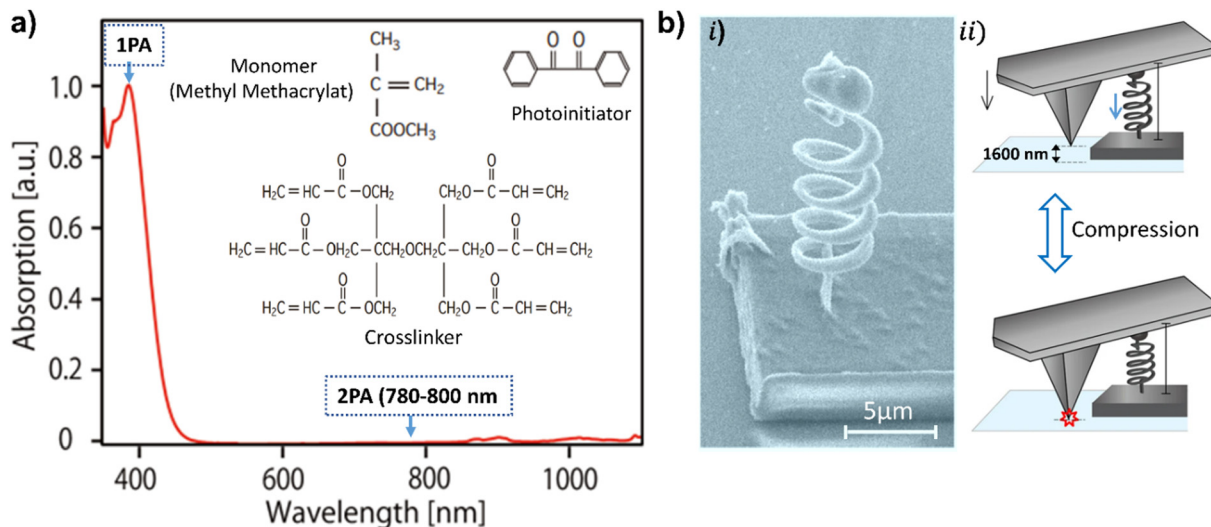 a)
1PA
Monomer
(Methyl Methacrylat)
CH₃
C=CH₂
COOCH₃
O O
Photoinitiator
O O
H₂C=HC—C—OCH₂ CH₂O—C—CH=CH₂
O O
H₂C=HC—C—OH₂C—C—CH₂OCH₂—C—CH₂O—C—CH=CH₂
O O
H₂C=HC—C—OCH₂ CH₂O—C—CH=CH₂
Crosslinker
2PA (780-800 nm
Absorption [a.u.]
1.0
0.8
0.6
0.4
0.2
0
400 600 800 1000
Wavelength [nm]
b) i)
5μm
ii)
1600 nm
Compression